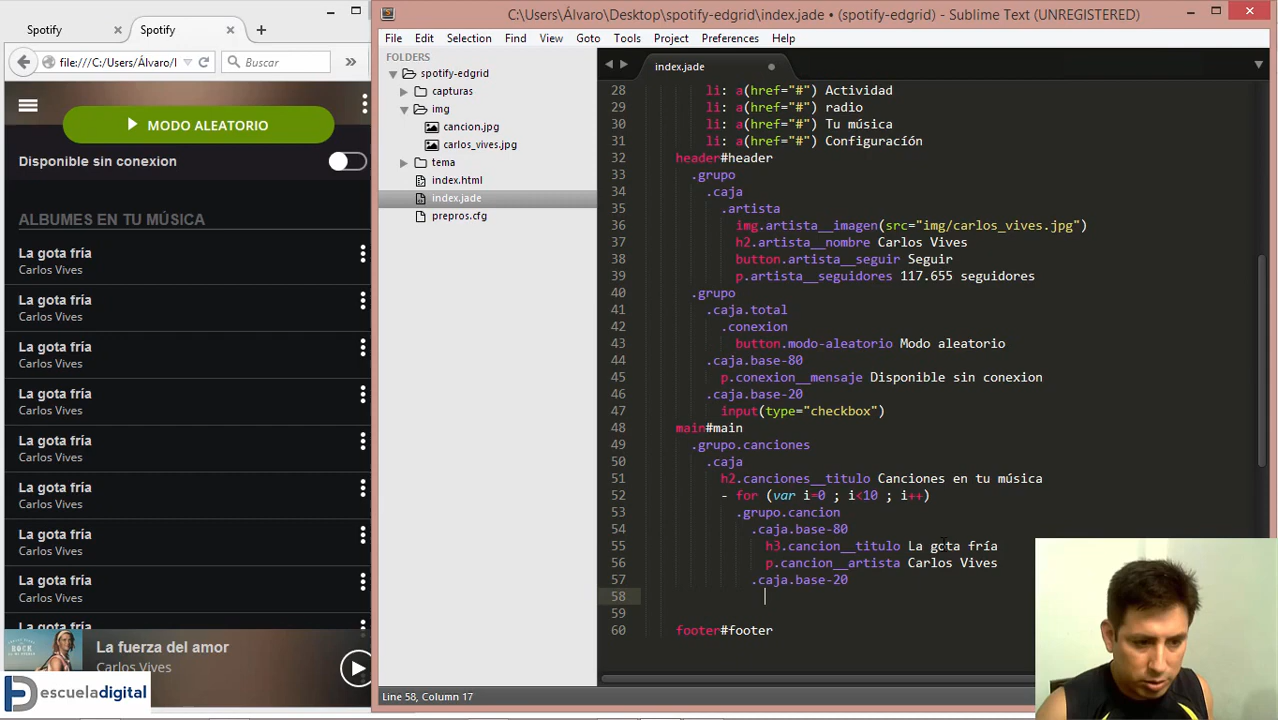 Spotify
Spotify
file:///C:/Users/Álvaro/I
Buscar
MODO ALEATORIO
Disponible sin conexion
ALBUMES EN TU MÚSICA
La gota fría
Carlos Vives
La gota fría
Carlos Vives
La gota fría
Carlos Vives
La gota fría
Carlos Vives
La gota fría
Carlos Vives
La gota fría
Carlos Vives
La gota fría
Carlos Vives
La gota fría
Carlos Vives
La gota fría
La fuerza del amor
Carlos Vives
escueladigital
C:\Users\Álvaro\Desktop\spotify-edgrid\index.jade • (spotify-edgrid) - Sublime Text (UNREGISTERED)
File Edit Selection Find View Goto Tools Project Preferences Help
FOLDERS
spotify-edgrid
capturas
img
cancion.jpg
carlos_vives.jpg
tema
index.html
index.jade
prepros.cfg
index.jade
28 li: a(href="#") Actividad
29 li: a(href="#") radio
30 li: a(href="#") Tu música
31 li: a(href="#") Configuracíón
32 header#header
33 .grupo
34 .caja
35 .artista
36 img.artista__imagen(src="img/carlos_vives.jpg")
37 h2.artista__nombre Carlos Vives
38 button.artista__seguir Seguir
39 p.artista__seguidores 117.655 seguidores
40 .grupo
41 .caja.total
42 .conexion
43 button.modo-aleatorio Modo aleatorio
44 .caja.base-80
45 p.conexion__mensaje Disponible sin conexion
46 .caja.base-20
47 input(type="checkbox")
48 main#main
49 .grupo.canciones
50 .caja
51 h2.canciones__titulo Canciones en tu música
52 - for (var i=0 ; i<10 ; i++)
53 .grupo.cancion
54 .caja.base-80
55 h3.cancion__titulo La gota fría
56 p.cancion__artista Carlos Vives
57 .caja.base-20
58
59
60 footer#footer
Line 58, Column 17